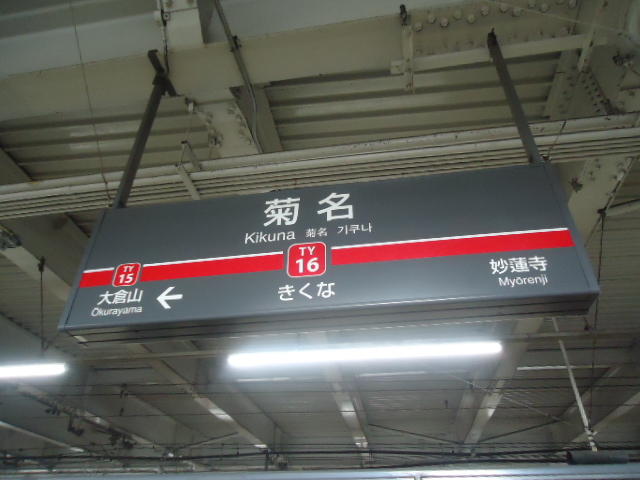 菊名
Kikuna 菊名 기쿠나
TY 15
TY 16
大倉山 ←
Ōkurayama
きくな
妙蓮寺
Myōrenji